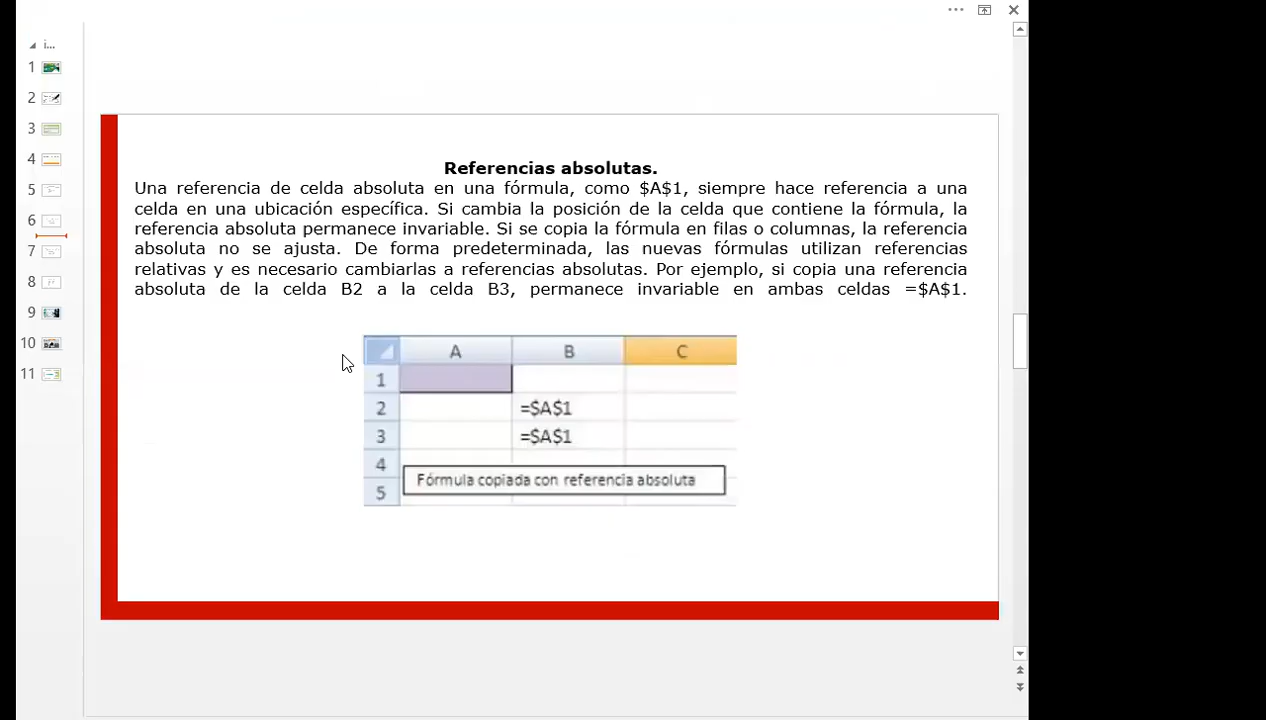 i...
1
2
3
4
5
6
7
8
9
10
11
Referencias absolutas.
Una referencia de celda absoluta en una fórmula, como $A$1, siempre hace referencia a una
celda en una ubicación específica. Si cambia la posición de la celda que contiene la fórmula, la
referencia absoluta permanece invariable. Si se copia la fórmula en filas o columnas, la referencia
absoluta no se ajusta. De forma predeterminada, las nuevas fórmulas utilizan referencias
relativas y es necesario cambiarlas a referencias absolutas. Por ejemplo, si copia una referencia
absoluta de la celda B2 a la celda B3, permanece invariable en ambas celdas =$A$1.
A B C
1
2 =$A$1
3 =$A$1
4
Fórmula copiada con referencia absoluta
5